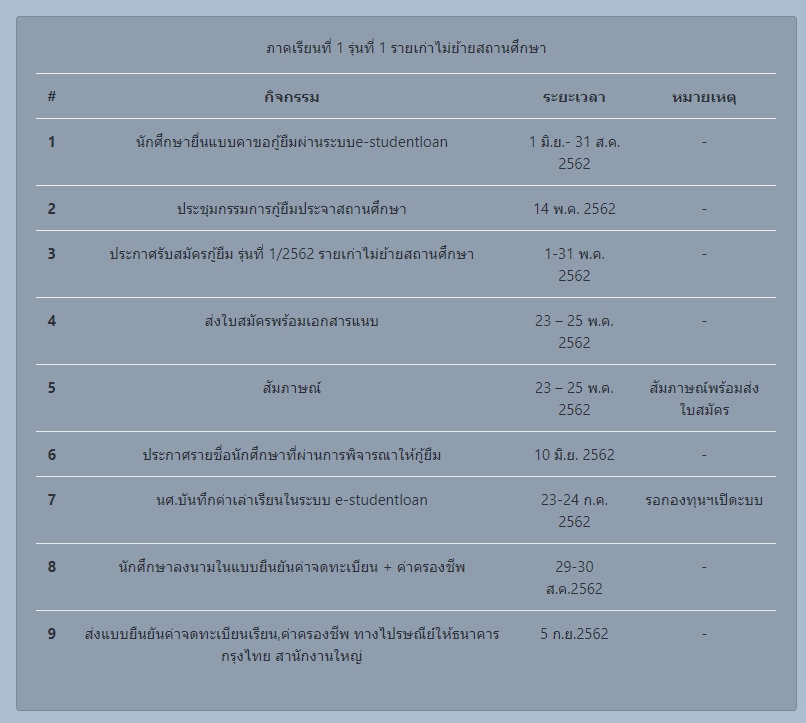 ภาคเรียนที่ 1 รุ่นที่ 1 รายเก่าไม่ย้ายสถานศึกษา
# กิจกรรม ระยะเวลา หมายเหตุ
1 นักศึกษายื่นแบบคาขอกู้ยืมผ่านระบบe-studentloan 1 มิ.ย.- 31 ส.ค. -
2562
2 ประชุมกรรมการกู้ยืมประจาสถานศึกษา 14 พ.ค. 2562 -
3 ประกาศรับสมัครกู้ยืม รุ่นที่ 1/2562 รายเก่าไม่ย้ายสถานศึกษา 1-31 พ.ค. -
2562
4 ส่งใบสมัครพร้อมเอกสารแนบ 23 – 25 พ.ค. -
2562
5 สัมภาษณ์ 23 – 25 พ.ค. สัมภาษณ์พร้อมส่ง
2562 ใบสมัคร
6 ประกาศรายชื่อนักศึกษาที่ผ่านการพิจารณาให้กู้ยืม 10 มิ.ย. 2562 -
7 นศ.บันทึกค่าเล่าเรียนในระบบ e-studentloan 23-24 ก.ค. รอกองทุนฯเปิดะบบ
2562
8 นักศึกษาลงนามในแบบยืนยันค่าจดทะเบียน + ค่าครองชีพ 29-30 -
ส.ค.2562
9 ส่งแบบยืนยันค่าจดทะเบียนเรียน,ค่าครองชีพ ทางไปรษณีย์ให้ธนาคาร 5 ก.ย.2562 -
กรุงไทย สานักงานใหญ่